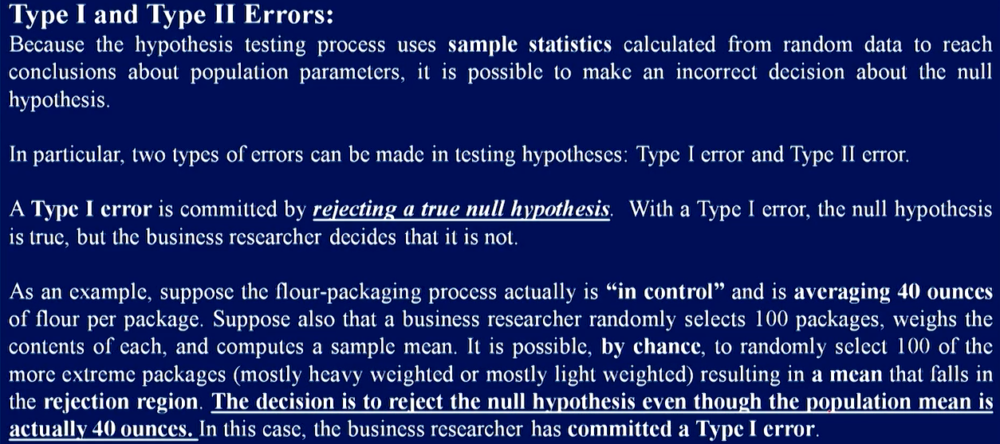 Type I and Type II Errors:
Because the hypothesis testing process uses sample statistics calculated from random data to reach
conclusions about population parameters, it is possible to make an incorrect decision about the null
hypothesis.
In particular, two types of errors can be made in testing hypotheses: Type I error and Type II error.
A Type I error is committed by rejecting a true null hypothesis. With a Type I error, the null hypothesis
is true, but the business researcher decides that it is not.
As an example, suppose the flour-packaging process actually is “in control” and is averaging 40 ounces
of flour per package. Suppose also that a business researcher randomly selects 100 packages, weighs the
contents of each, and computes a sample mean. It is possible, by chance, to randomly select 100 of the
more extreme packages (mostly heavy weighted or mostly light weighted) resulting in a mean that falls in
the rejection region. The decision is to reject the null hypothesis even though the population mean is
actually 40 ounces. In this case, the business researcher has committed a Type I error.